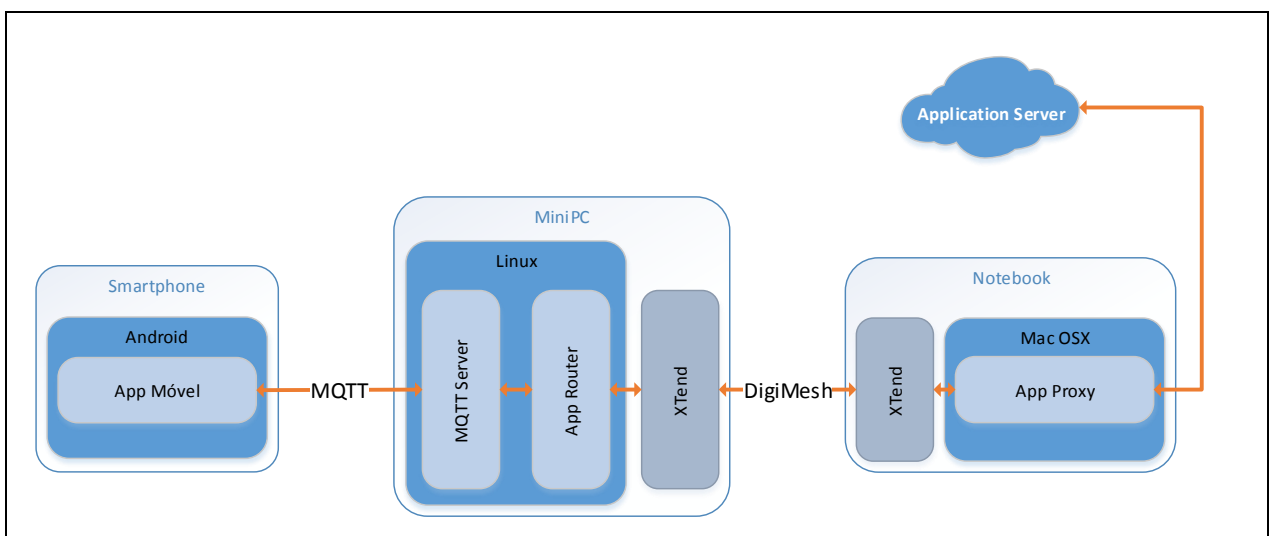 Application Server
MiniPC
Linux
MQTT Server
App Router
XTend
Smartphone
Android
App Móvel
MQTT
DigiMesh
Notebook
XTend
Mac OSX
App Proxy